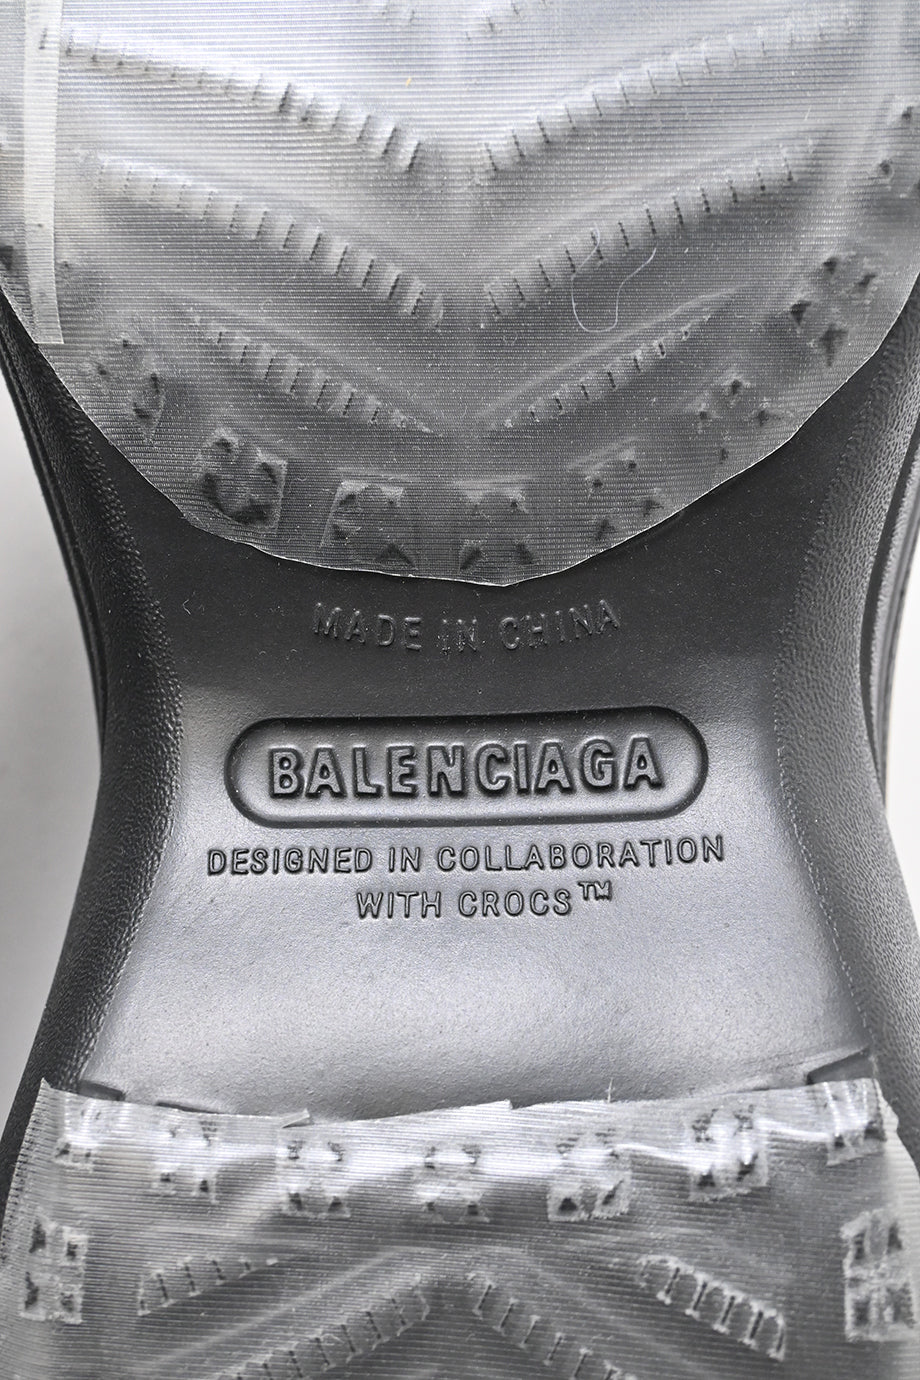 MADE IN CHINA
BALENCIAGA
DESIGNED IN COLLABORATION
WITH CROCS™